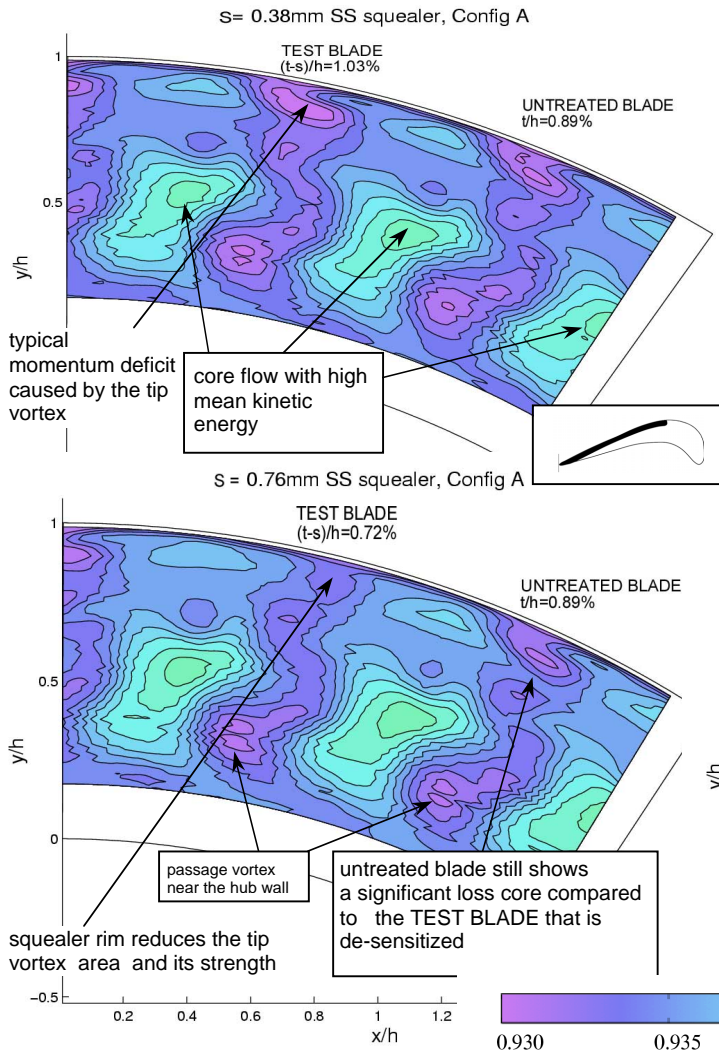 s= 0.38mm SS squealer, Config A
TEST BLADE
(t-s)/h=1.03%
UNTREATED BLADE
t/h=0.89%
1
0.5
y/h
typical
momentum deficit
caused by the tip
vortex
core flow with high
mean kinetic
energy
s = 0.76mm SS squealer, Config A
TEST BLADE
(t-s)/h=0.72%
UNTREATED BLADE
t/h=0.89%
1
0.5
y/h
0
y/h
passage vortex
near the hub wall
untreated blade still shows
a significant loss core compared
to the TEST BLADE that is
de-sensitized
squealer rim reduces the tip
vortex area and its strength
−0.5
0.2 0.4 0.6 0.8 1 1.2
x/h
0.930 0.935